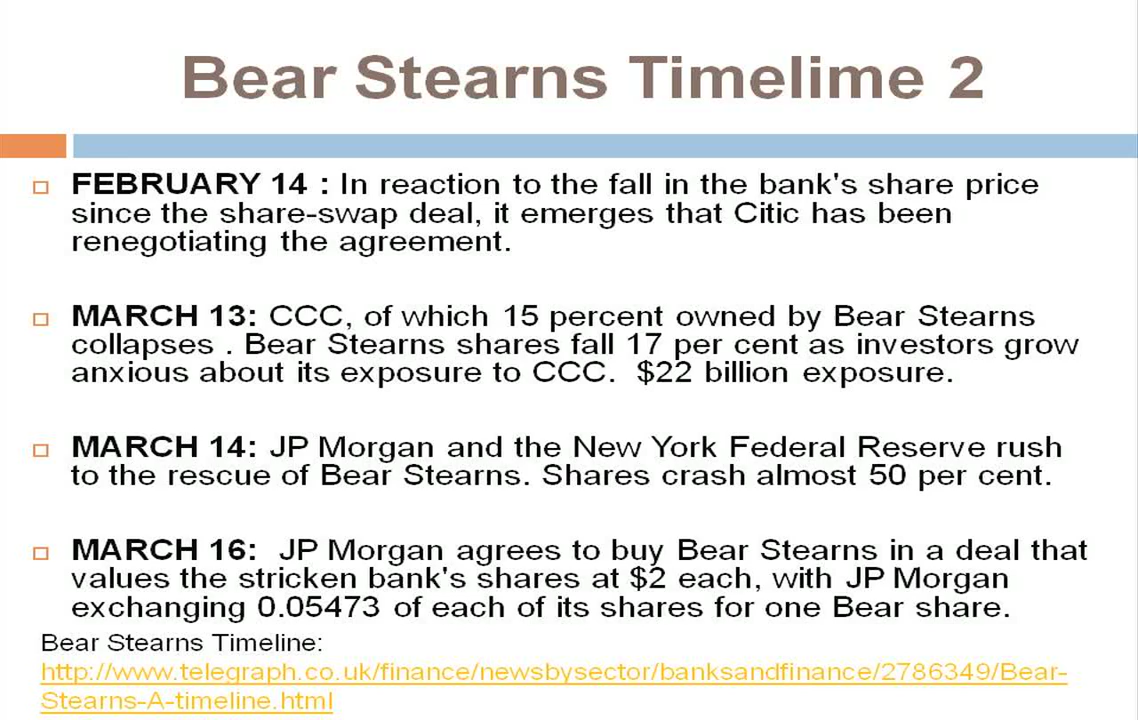 Bear Stearns Timelime 2
FEBRUARY 14 : In reaction to the fall in the bank's share price
since the share-swap deal, it emerges that Citic has been
renegotiating the agreement.
MARCH 13: CCC, of which 15 percent owned by Bear Stearns
collapses . Bear Stearns shares fall 17 per cent as investors grow
anxious about its exposure to CCC.  $22 billion exposure.
MARCH 14: JP Morgan and the New York Federal Reserve rush
to the rescue of Bear Stearns. Shares crash almost 50 per cent.
MARCH 16:  JP Morgan agrees to buy Bear Stearns in a deal that
values the stricken bank's shares at $2 each, with JP Morgan
exchanging 0.05473 of each of its shares for one Bear share.
Bear Stearns Timeline:
http://www.telegraph.co.uk/finance/newsbysector/banksandfinance/2786349/Bear-
Stearns-A-timeline.html